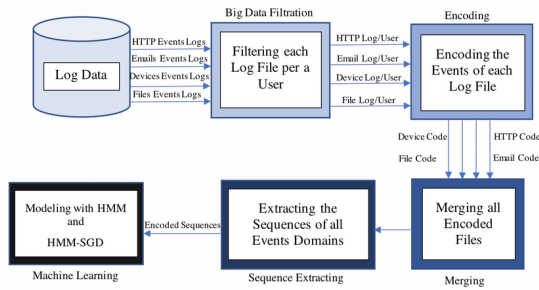 Big Data Filtration
Encoding
Log Data
HTTP Events Logs
Emails Events Logs
Devices Events Logs
Files Events Logs
Filtering each
Log File per a
User
HTTP Log/User
Email Log/User
Device Log/User
File Log/User
Encoding the
Events of each
Log File
Device Code
HTTP Code
File Code
Email Code
Modeling with HMM
and
HMM-SGD
Encoded Sequences
Extracting the
Sequences of all
Events Domains
Merging all
Encoded
Files
Machine Learning
Sequence Extracting
Merging